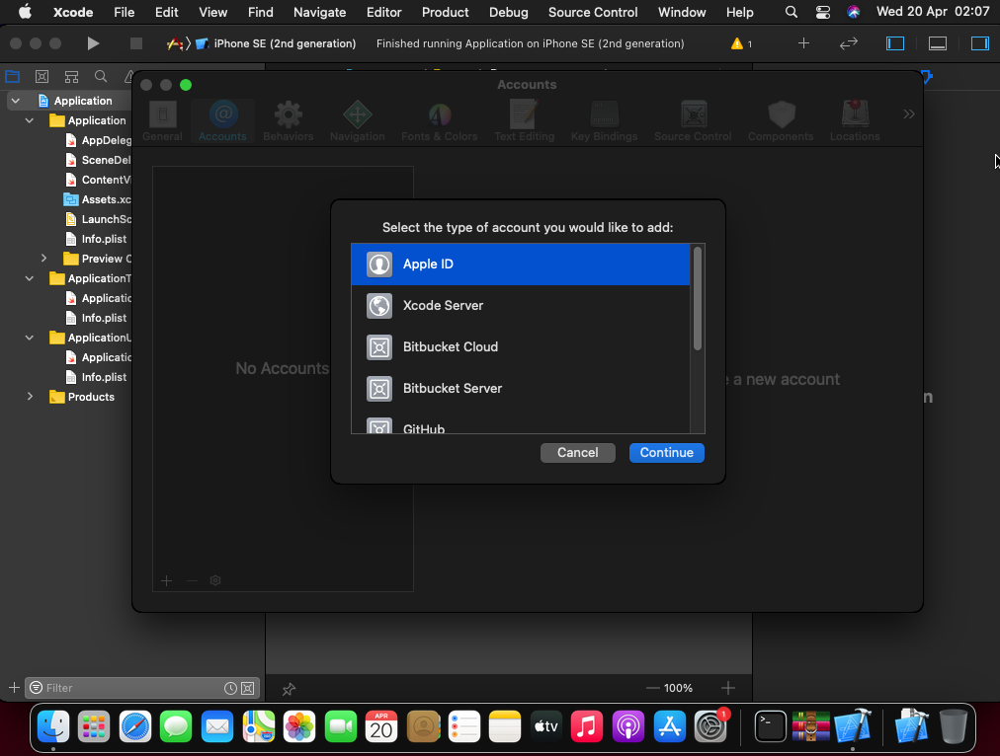 Xcode File Edit View Find Navigate Editor Product Debug Source Control Window Help Wed 20 Apr 02:07
iPhone SE (2nd generation) Finished running Application on iPhone SE (2nd generation) 1
Accounts
General Accounts Behaviors Navigation Fonts & Colors Text Editing Key Bindings Source Control Components Locations
Application
Application
AppDeleg
SceneDel
ContentV
Assets.xc
LaunchSc
Info.plist
Preview C
ApplicationT
Applicatio
Info.plist
ApplicationU
Applicatio
Info.plist
Products
Select the type of account you would like to add:
Apple ID
Xcode Server
Bitbucket Cloud
Bitbucket Server
GitHub
Cancel Continue
No Accounts
e a new account
n
Filter
100%
APR
20
tv
1